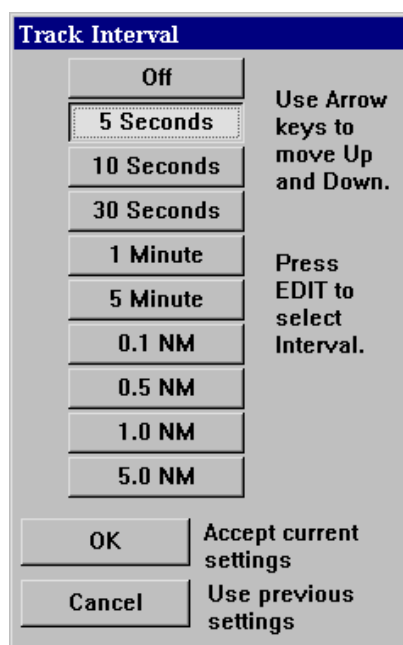 Track Interval
Off
5 Seconds
10 Seconds
30 Seconds
1 Minute
5 Minute
0.1 NM
0.5 NM
1.0 NM
5.0 NM
Use Arrow
keys to
move Up
and Down.
Press
EDIT to
select
Interval.
OK
Accept current
settings
Cancel
Use previous
settings